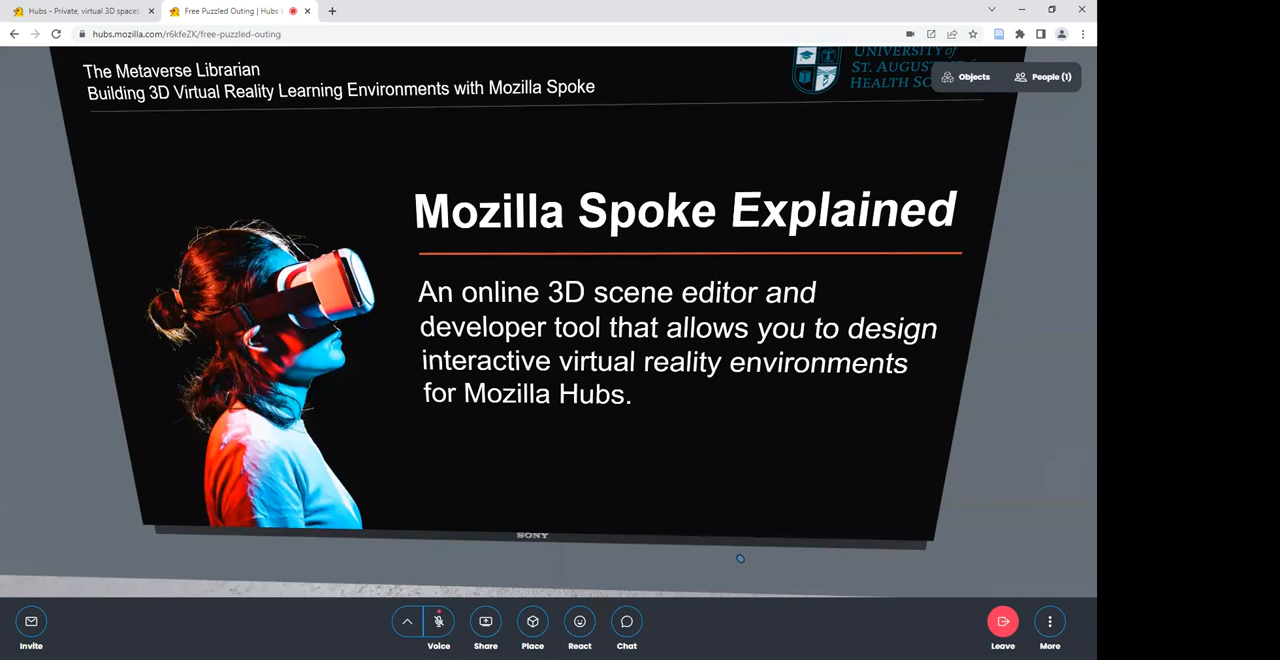 Hubs - Private, virtual 3D spaces
Free Puzzled Outing | Hubs
hubs.mozilla.com/r6kfeZK/free-puzzled-outing
The Metaverse Librarian
Building 3D Virtual Reality Learning Environments with Mozilla Spoke
UNIVERSITY of
ST. AUGUS
HEALTH SC
Objects
People (1)
Mozilla Spoke Explained
An online 3D scene editor and
developer tool that allows you to design
interactive virtual reality environments
for Mozilla Hubs.
SONY
Invite
Voice
Share
Place
React
Chat
Leave
More